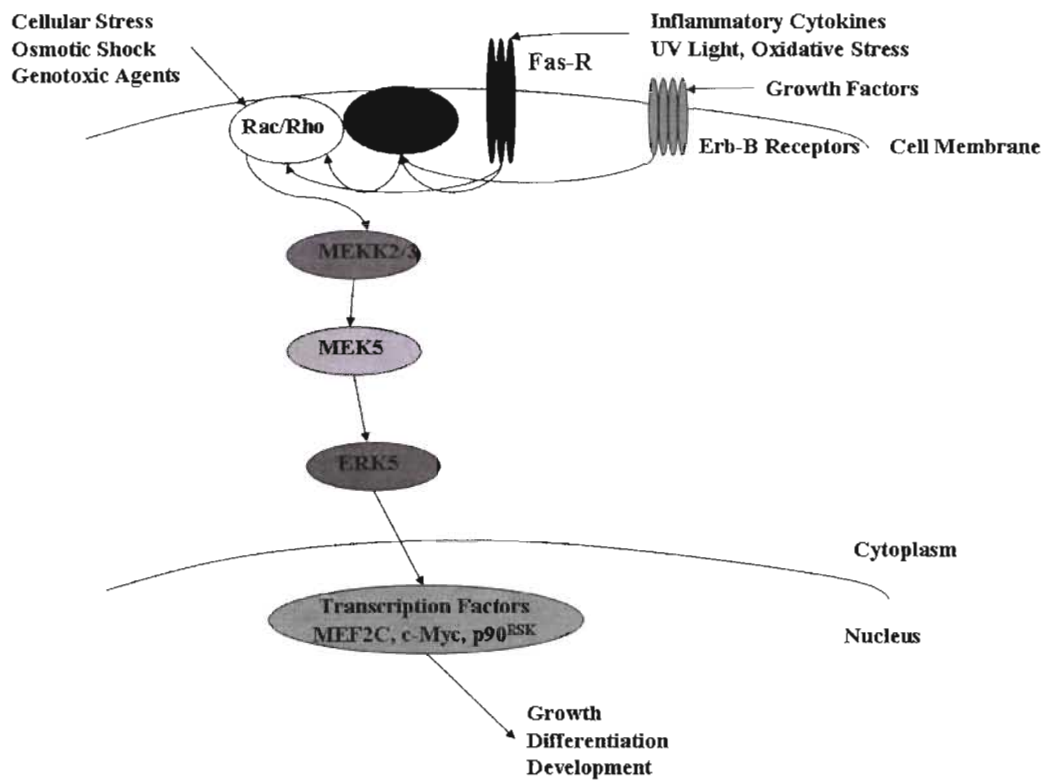 Cellular Stress
Osmotic Shock
Genotoxic Agents
Inflammatory Cytokines
UV Light, Oxidative Stress
Fas-R
Growth Factors
Rac/Rho
Erb-B Receptors
Cell Membrane
MEKK2/3
MEK5
ERK5
Cytoplasm
Transcription Factors
MEF2C, c-Myc, p90RSK
Nucleus
Growth
Differentiation
Development